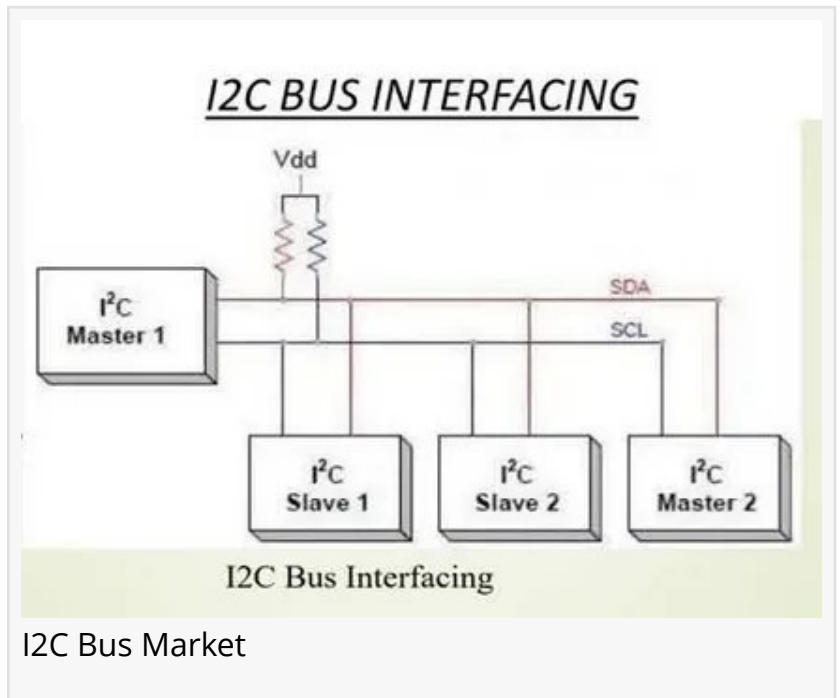 I2C BUS INTERFACING
Vdd
SDA
I²C
Master 1
SCL
I²C
Slave 1
I²C
Slave 2
I²C
Master 2
I2C Bus Interfacing
I2C Bus Market